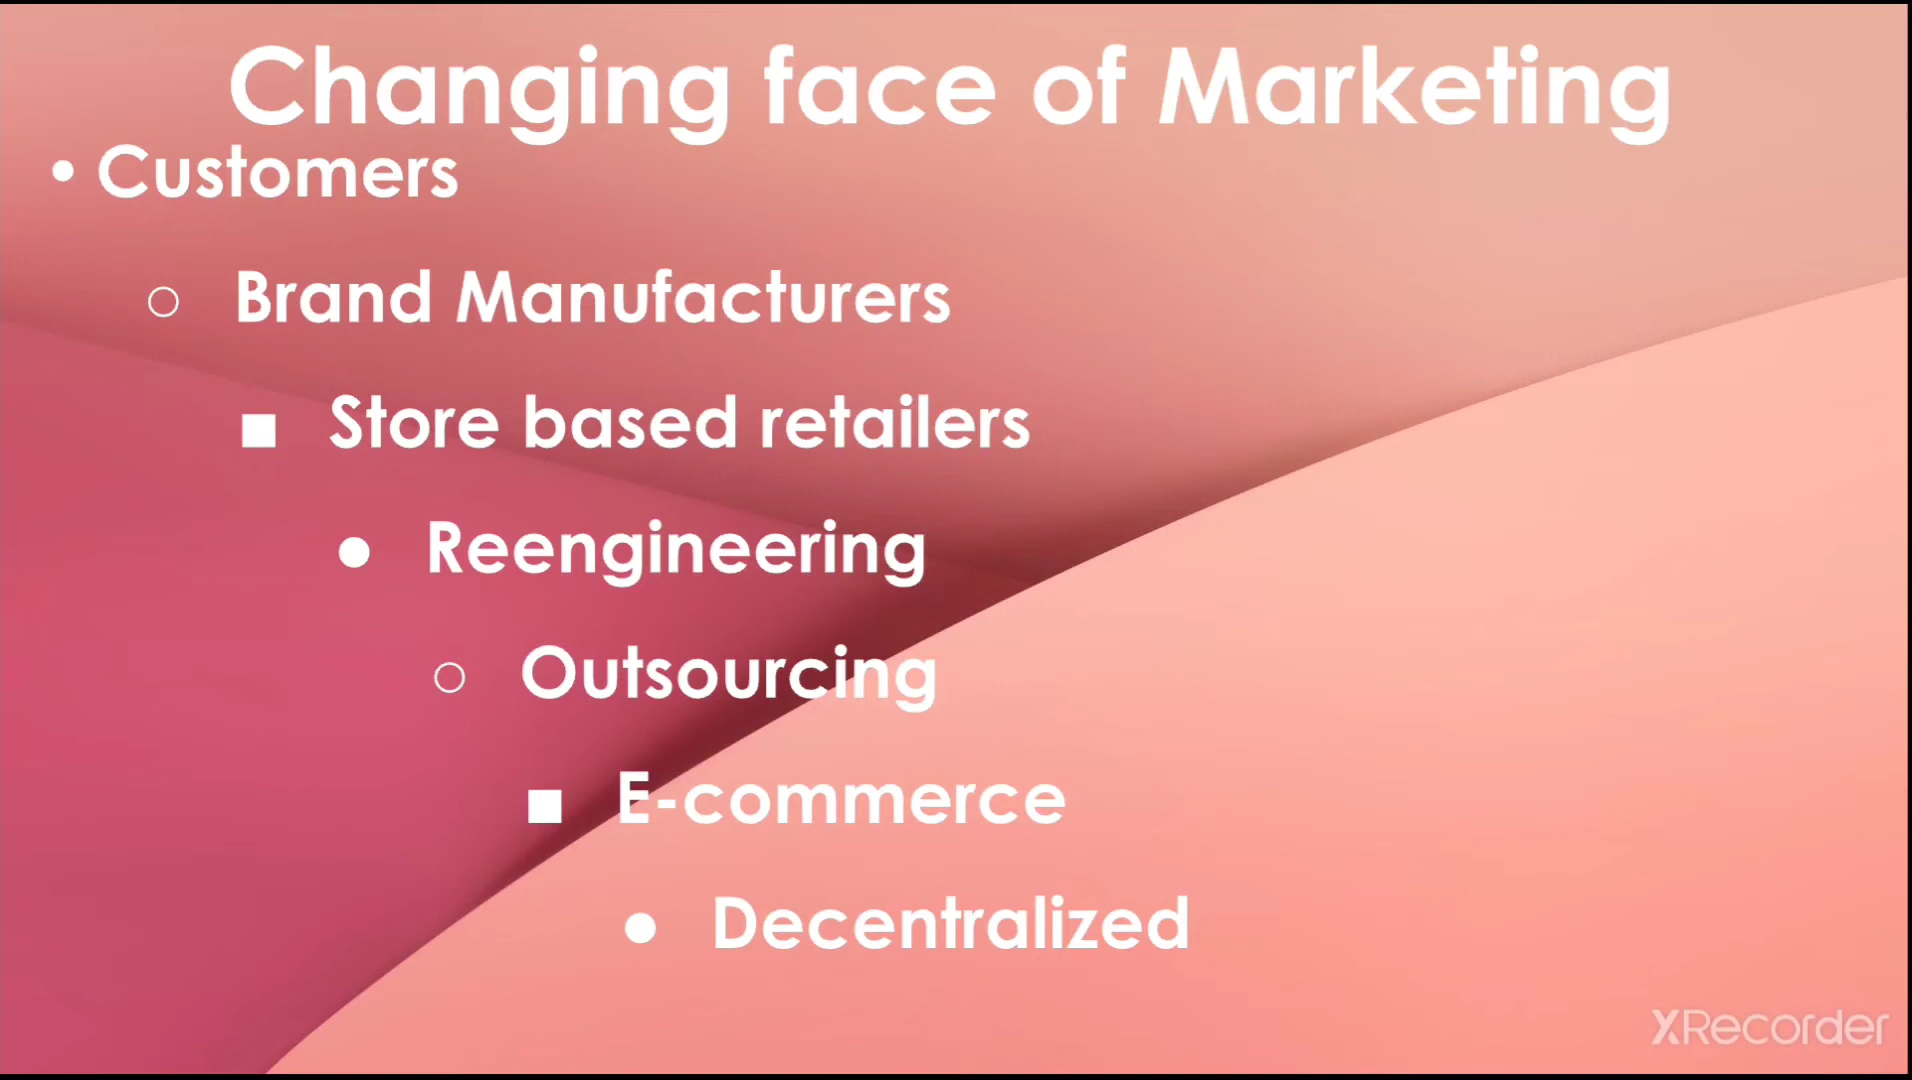 Changing face of Marketing
• Customers
○ Brand Manufacturers
■ Store based retailers
● Reengineering
○ Outsourcing
■ E-commerce
● Decentralized
XRecorder